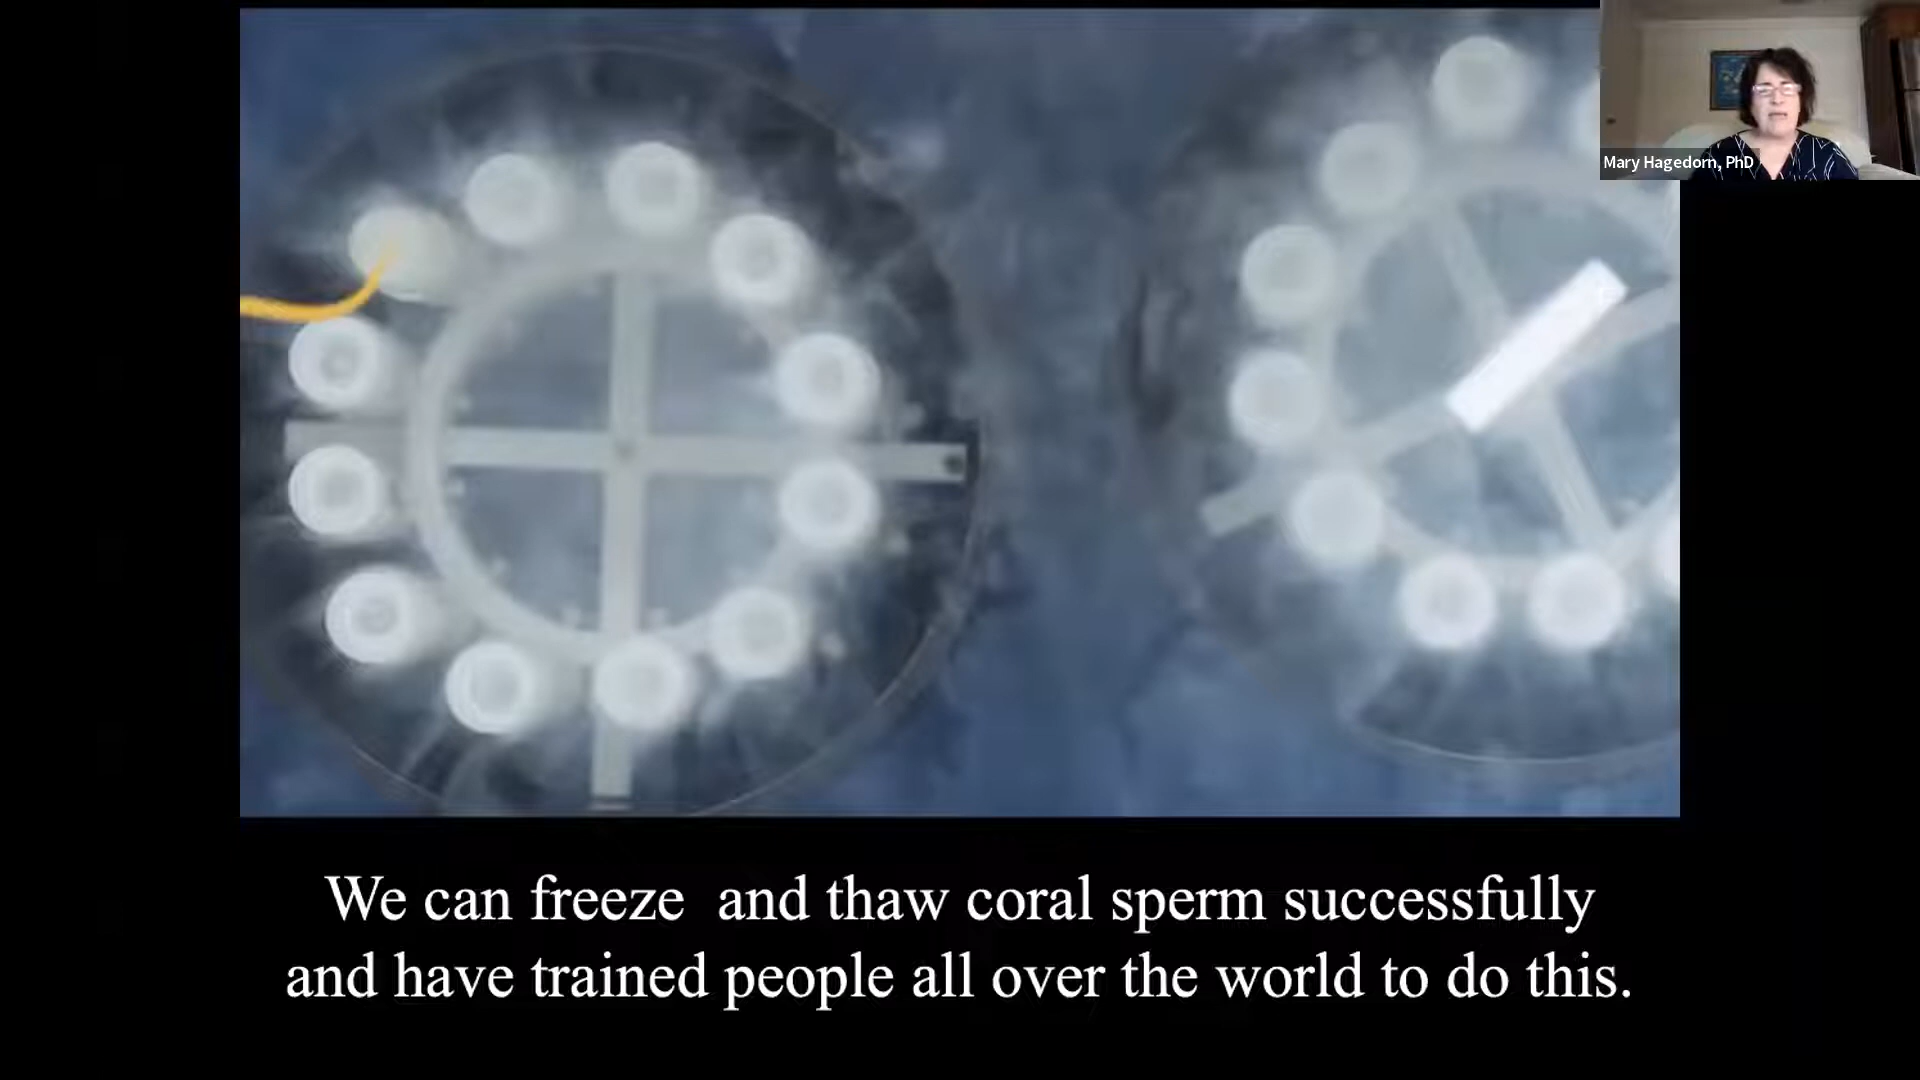 Mary Hagedorn, PhD
We can freeze  and thaw coral sperm successfully
and have trained people all over the world to do this.